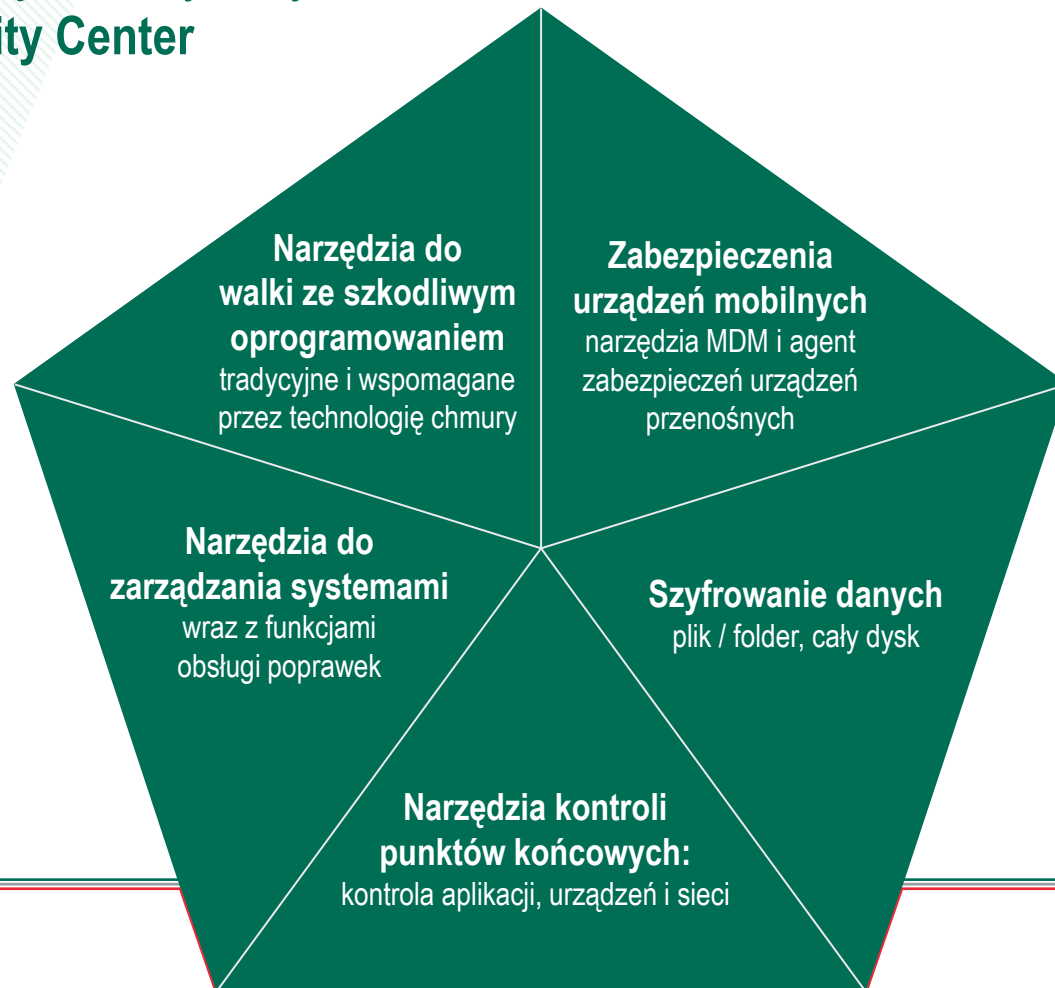 ity Center
Narzędzia do
walki ze szkodliwym
oprogramowaniem
tradycyjne i wspomagane
przez technologię chmury
Zabezpieczenia
urządzeń mobilnych
narzędzia MDM i agent
zabezpieczeń urządzeń
przenośnych
Narzędzia do
zarządzania systemami
wraz z funkcjami
obsługi poprawek
Szyfrowanie danych
plik / folder, cały dysk
Narzędzia kontroli
punktów końcowych:
kontrola aplikacji, urządzeń i sieci